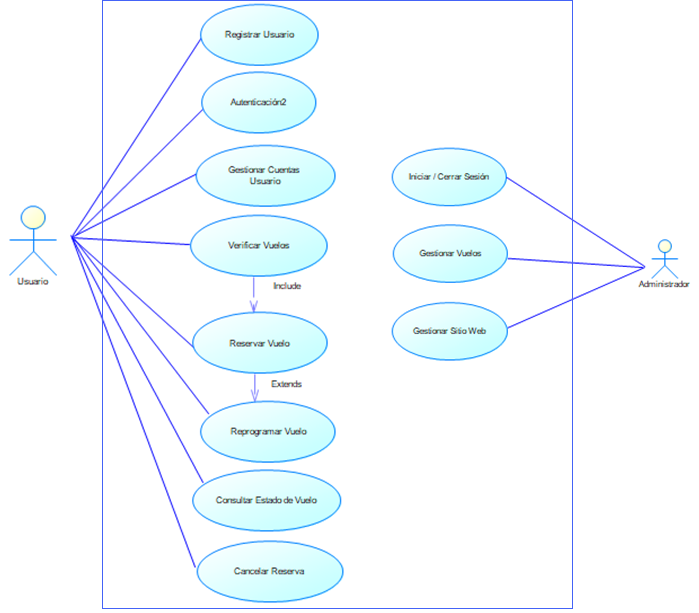 Registrar Usuario
Autenticación2
Gestionar Cuentas
Usuario
Iniciar / Cerrar Sesión
Verificar Vuelos
Gestionar Vuelos
Usuario
Administrador
Include
Reservar Vuelo
Gestionar Sitio Web
Extends
Reprogramar Vuelo
Consultar Estado de Vuelo
Cancelar Reserva